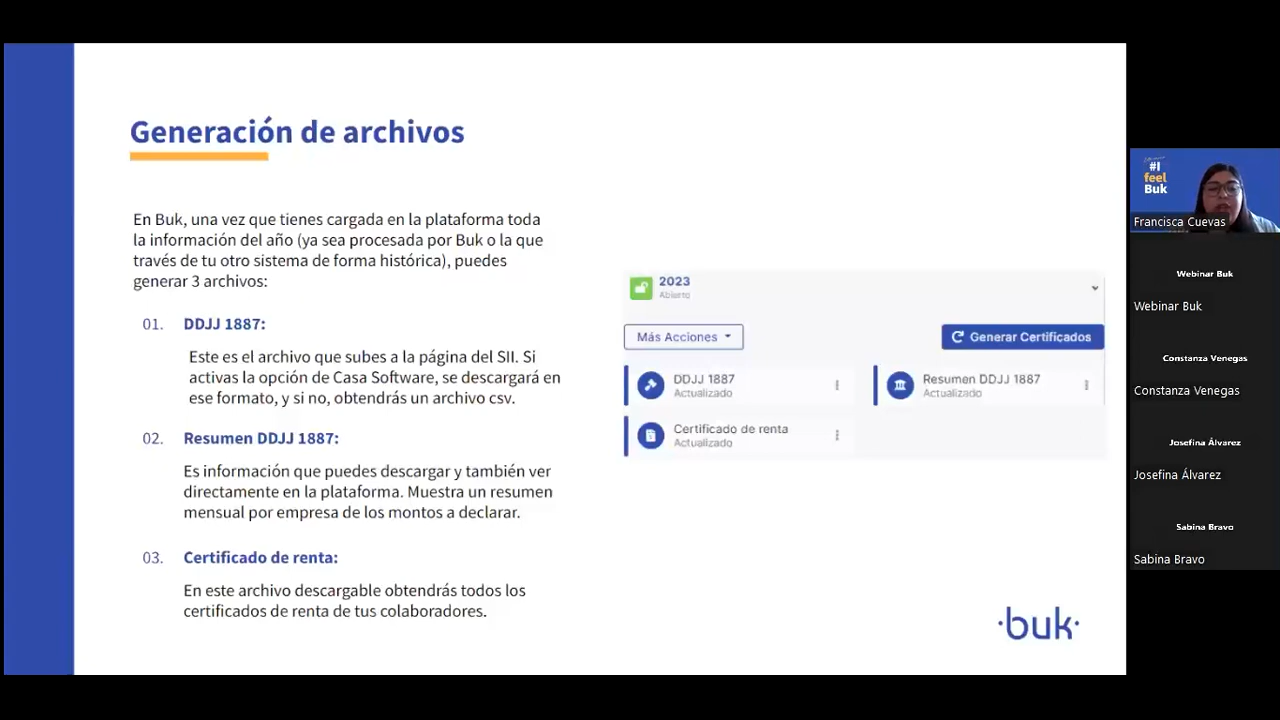 Generación de archivos
En Buk, una vez que tienes cargada en la plataforma toda
la información del año (ya sea procesada por Buk o la que
través de tu otro sistema de forma histórica), puedes
generar 3 archivos:
01. DDJJ 1887:
Este es el archivo que subes a la página del SII. Si
activas la opción de Casa Software, se descargará en
ese formato, y si no, obtendrás un archivo csv.
02. Resumen DDJJ 1887:
Es información que puedes descargar y también ver
directamente en la plataforma. Muestra un resumen
mensual por empresa de los montos a declarar.
03. Certificado de renta:
En este archivo descargable obtendrás todos los
certificados de renta de tus colaboradores.
2023
Abierto
Más Acciones
Generar Certificados
DDJJ 1887
Actualizado
Resumen DDJJ 1887
Actualizado
Certificado de renta
Actualizado
buk
#I
feel
Buk
Francisca Cuevas
Webinar Buk
Webinar Buk
Constanza Venegas
Constanza Venegas
Josefina Álvarez
Josefina Álvarez
Sabina Bravo
Sabina Bravo